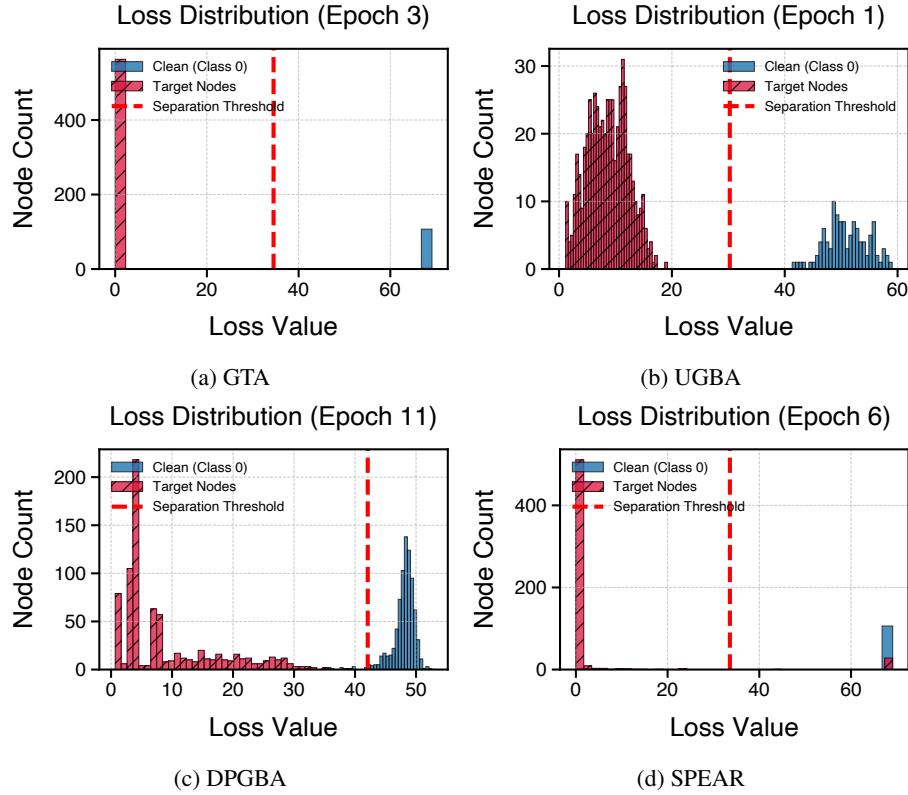 Loss Distribution (Epoch 3)
Clean (Class 0)
Target Nodes
Separation Threshold
Node Count
400
200
0
0 20 40 60
Loss Value
(a) GTA
Loss Distribution (Epoch 1)
Clean (Class 0)
Target Nodes
Separation Threshold
Node Count
30
20
10
0
0 20 40 60
Loss Value
(b) UGBA
Loss Distribution (Epoch 11)
Clean (Class 0)
Target Nodes
Separation Threshold
Node Count
200
150
100
50
0
0 10 20 30 40 50
Loss Value
(c) DPGBA
Loss Distribution (Epoch 6)
Clean (Class 0)
Target Nodes
Separation Threshold
Node Count
400
200
0
0 20 40 60
Loss Value
(d) SPEAR